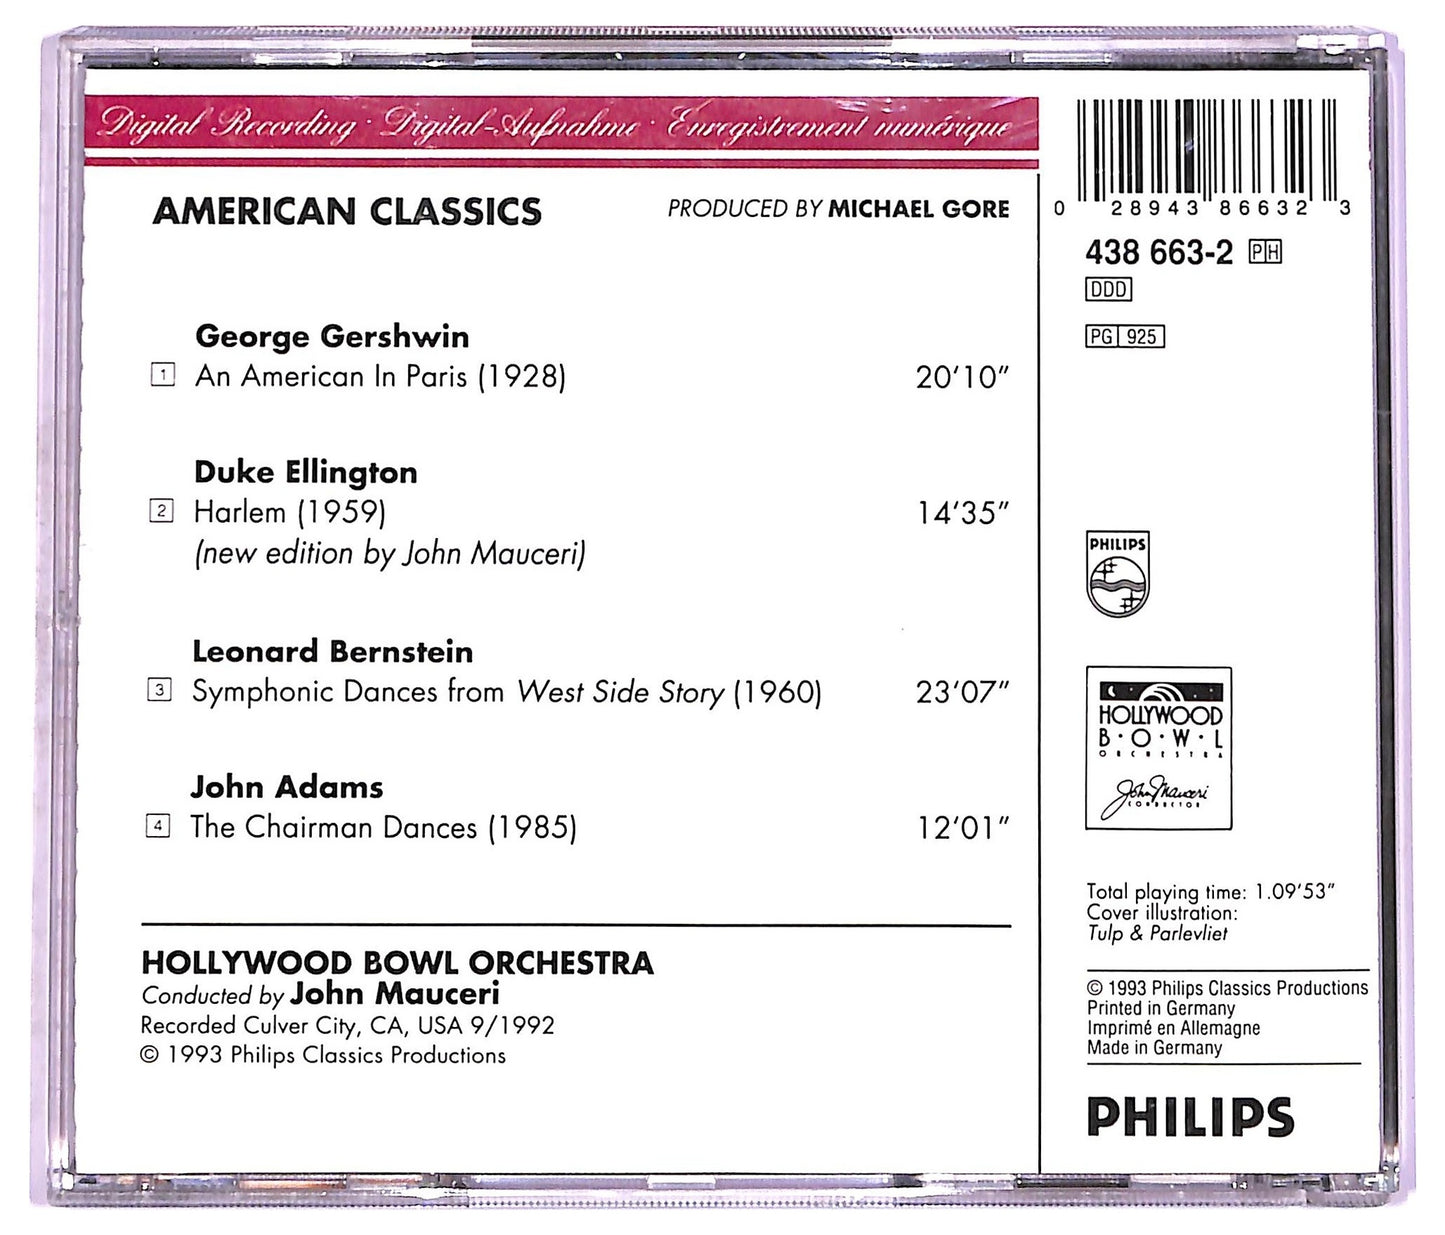 Digital Recording · Digital-Aufnahme · Enregistrement numérique
AMERICAN CLASSICS
PRODUCED BY MICHAEL GORE
George Gershwin
1 An American In Paris (1928) 20'10"
Duke Ellington
2 Harlem (1959) 14'35"
(new edition by John Mauceri)
Leonard Bernstein
3 Symphonic Dances from West Side Story (1960) 23'07"
John Adams
4 The Chairman Dances (1985) 12'01"
HOLLYWOOD BOWL ORCHESTRA
Conducted by John Mauceri
Recorded Culver City, CA, USA 9/1992
© 1993 Philips Classics Productions
0 28943 86632 3
438 663-2 PH
DDD
PG 925
PHILIPS
HOLLYWOOD
B·O·W·L
ORCHESTRA
John Mauceri
CONDUCTOR
Total playing time: 1.09'53"
Cover illustration:
Tulp & Parlevliet
© 1993 Philips Classics Productions
Printed in Germany
Imprimé en Allemagne
Made in Germany
PHILIPS